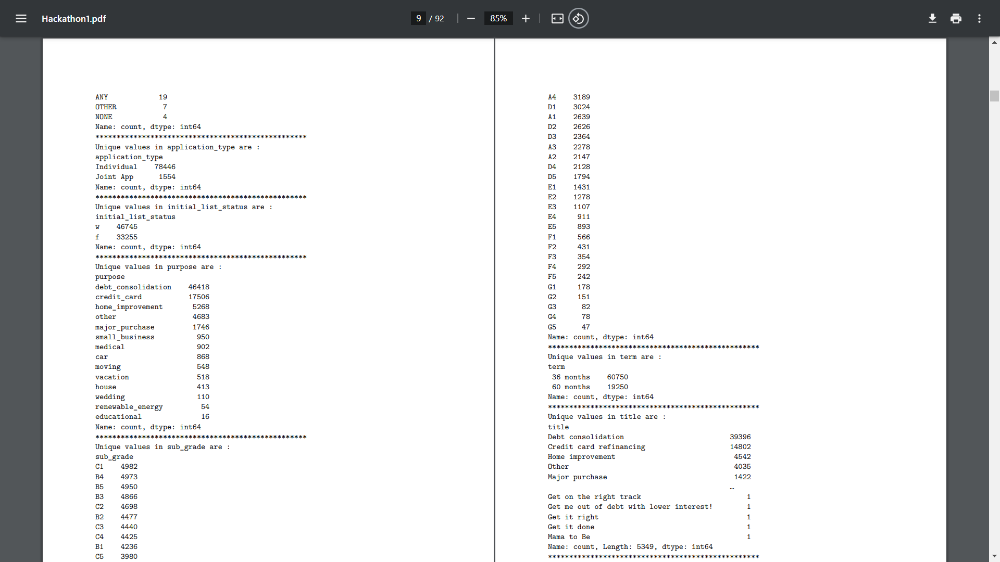 Hackathon1.pdf
9 / 92
85%
ANY 19
OTHER 7
NONE 4
Name: count, dtype: int64
**************************************************
Unique values in application_type are :
application_type
Individual 78446
Joint App 1554
Name: count, dtype: int64
**************************************************
Unique values in initial_list_status are :
initial_list_status
w 46745
f 33255
Name: count, dtype: int64
**************************************************
Unique values in purpose are :
purpose
debt_consolidation 46418
credit_card 17506
home_improvement 5268
other 4683
major_purchase 1746
small_business 950
medical 902
car 868
moving 548
vacation 518
house 413
wedding 110
renewable_energy 54
educational 16
Name: count, dtype: int64
**************************************************
Unique values in sub_grade are :
sub_grade
C1 4982
B4 4973
B5 4950
B3 4866
C2 4698
B2 4477
C3 4440
C4 4425
B1 4236
C5 3980
A4 3189
D1 3024
A1 2639
D2 2626
D3 2364
A3 2278
A2 2147
D4 2128
D5 1794
E1 1431
E2 1278
E3 1107
E4 911
E5 893
F1 566
F2 431
F3 354
F4 292
F5 242
G1 178
G2 151
G3 82
G4 78
G5 47
Name: count, dtype: int64
**************************************************
Unique values in term are :
term
36 months 60750
60 months 19250
Name: count, dtype: int64
**************************************************
Unique values in title are :
title
Debt consolidation 39396
Credit card refinancing 14802
Home improvement 4542
Other 4035
Major purchase 1422
…
Get on the right track 1
Get me out of debt with lower interest! 1
Get it right 1
Get it done 1
Mama to Be 1
Name: count, Length: 5349, dtype: int64
**************************************************